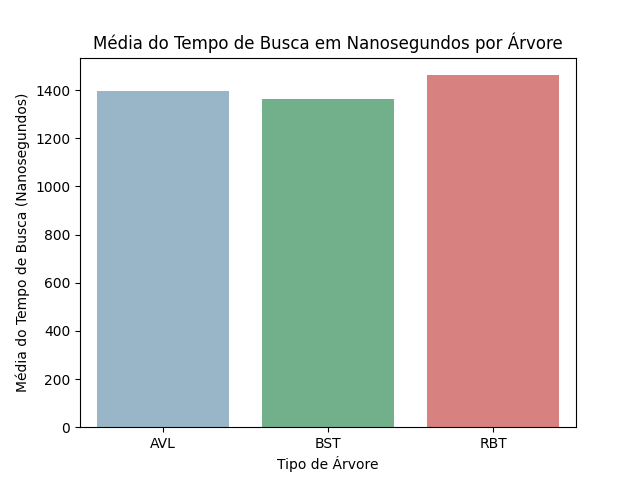 Média do Tempo de Busca em Nanosegundos por Árvore
Média do Tempo de Busca (Nanosegundos)
1400
1200
1000
800
600
400
200
0
AVL
BST
RBT
Tipo de Árvore